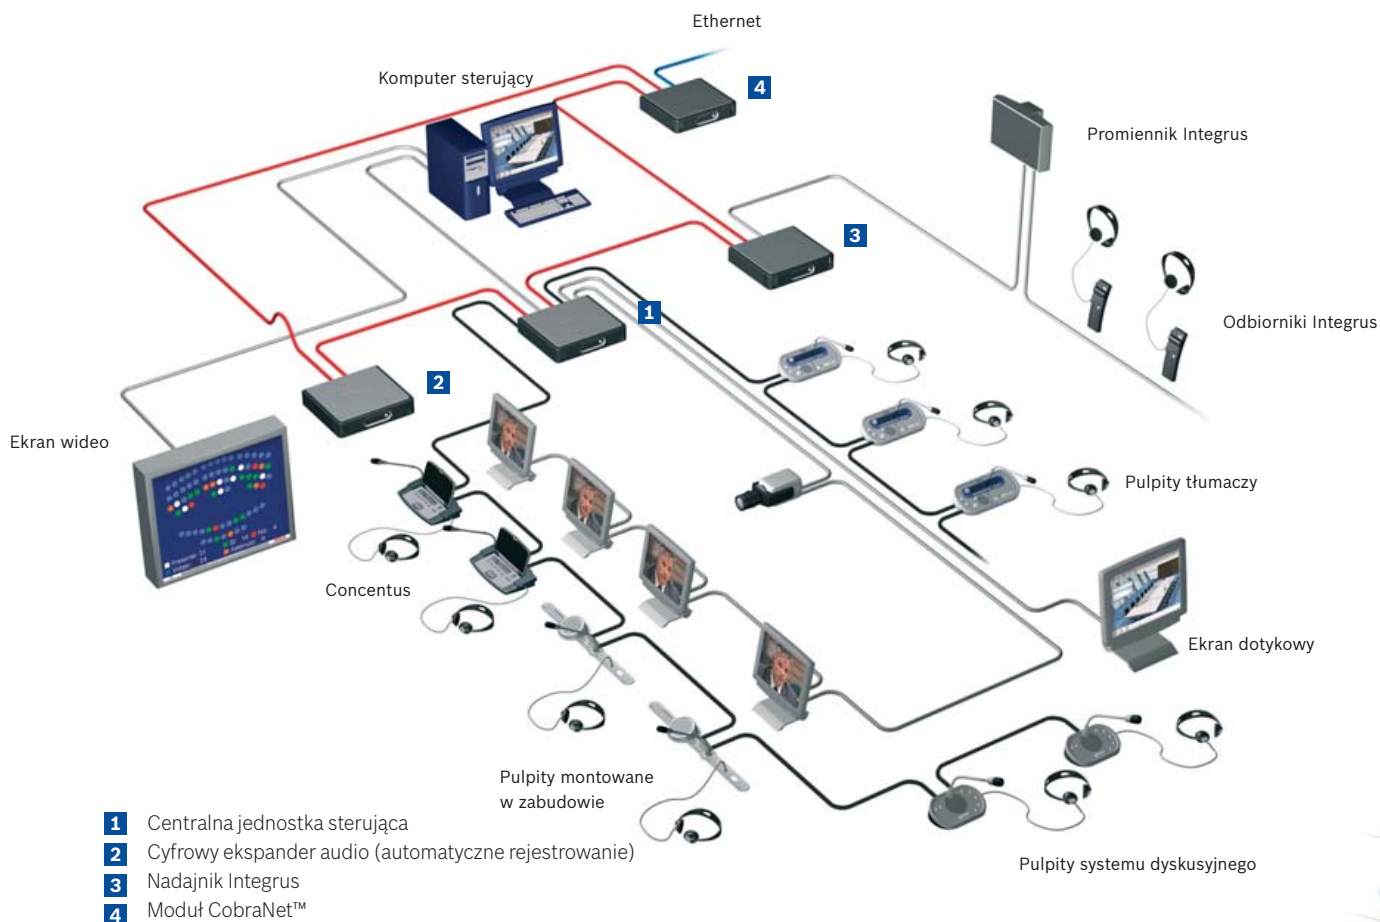 Ethernet
Komputer sterujący
4
Promiennik Integrus
3
Odbiorniki Integrus
1
2
Ekran wideo
Pulpity tłumaczy
Concentus
Ekran dotykowy
Pulpity montowane
w zabudowie
Pulpity systemu dyskusyjnego
1 Centralna jednostka sterująca
2 Cyfrowy ekspander audio (automatyczne rejestrowanie)
3 Nadajnik Integrus
4 Moduł CobraNet™